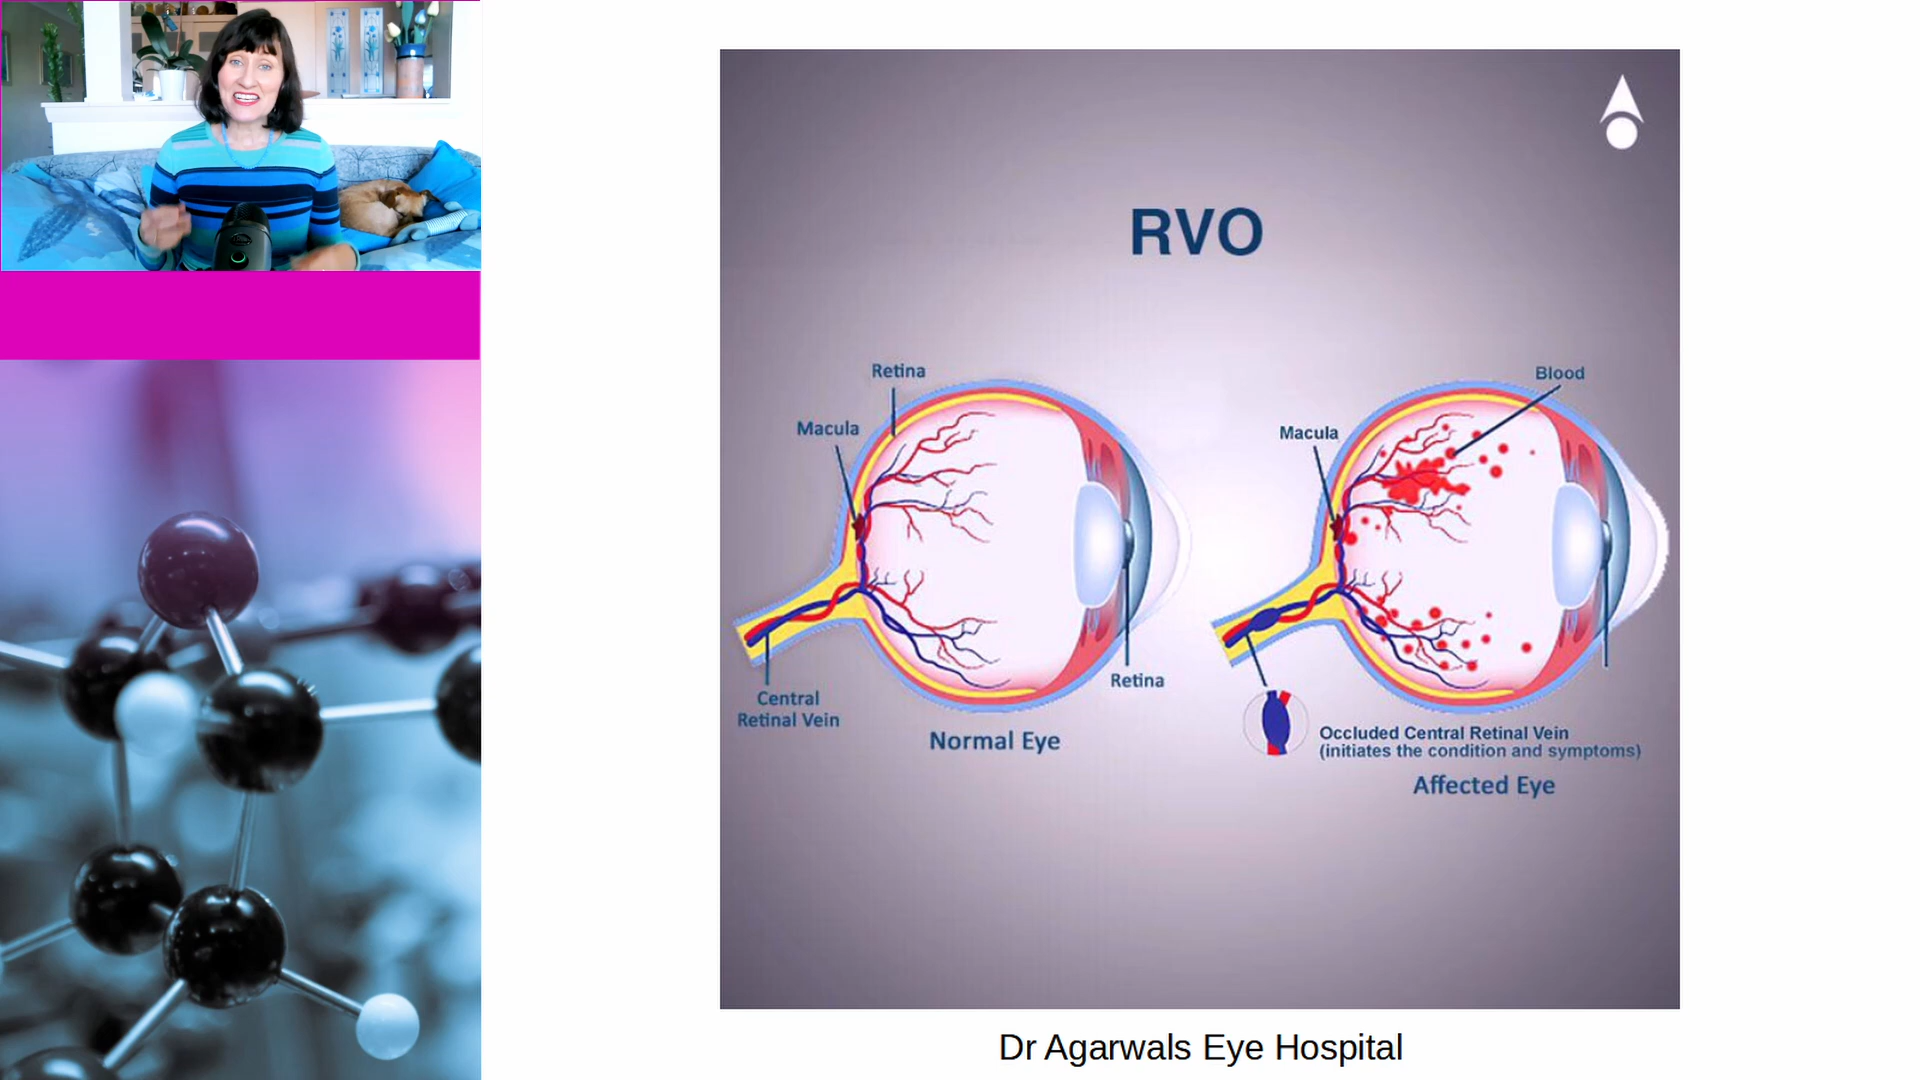 RVO
Retina
Macula
Central
Retinal Vein
Retina
Normal Eye
Blood
Macula
Occluded Central Retinal Vein
(initiates the condition and symptoms)
Affected Eye
Dr Agarwals Eye Hospital